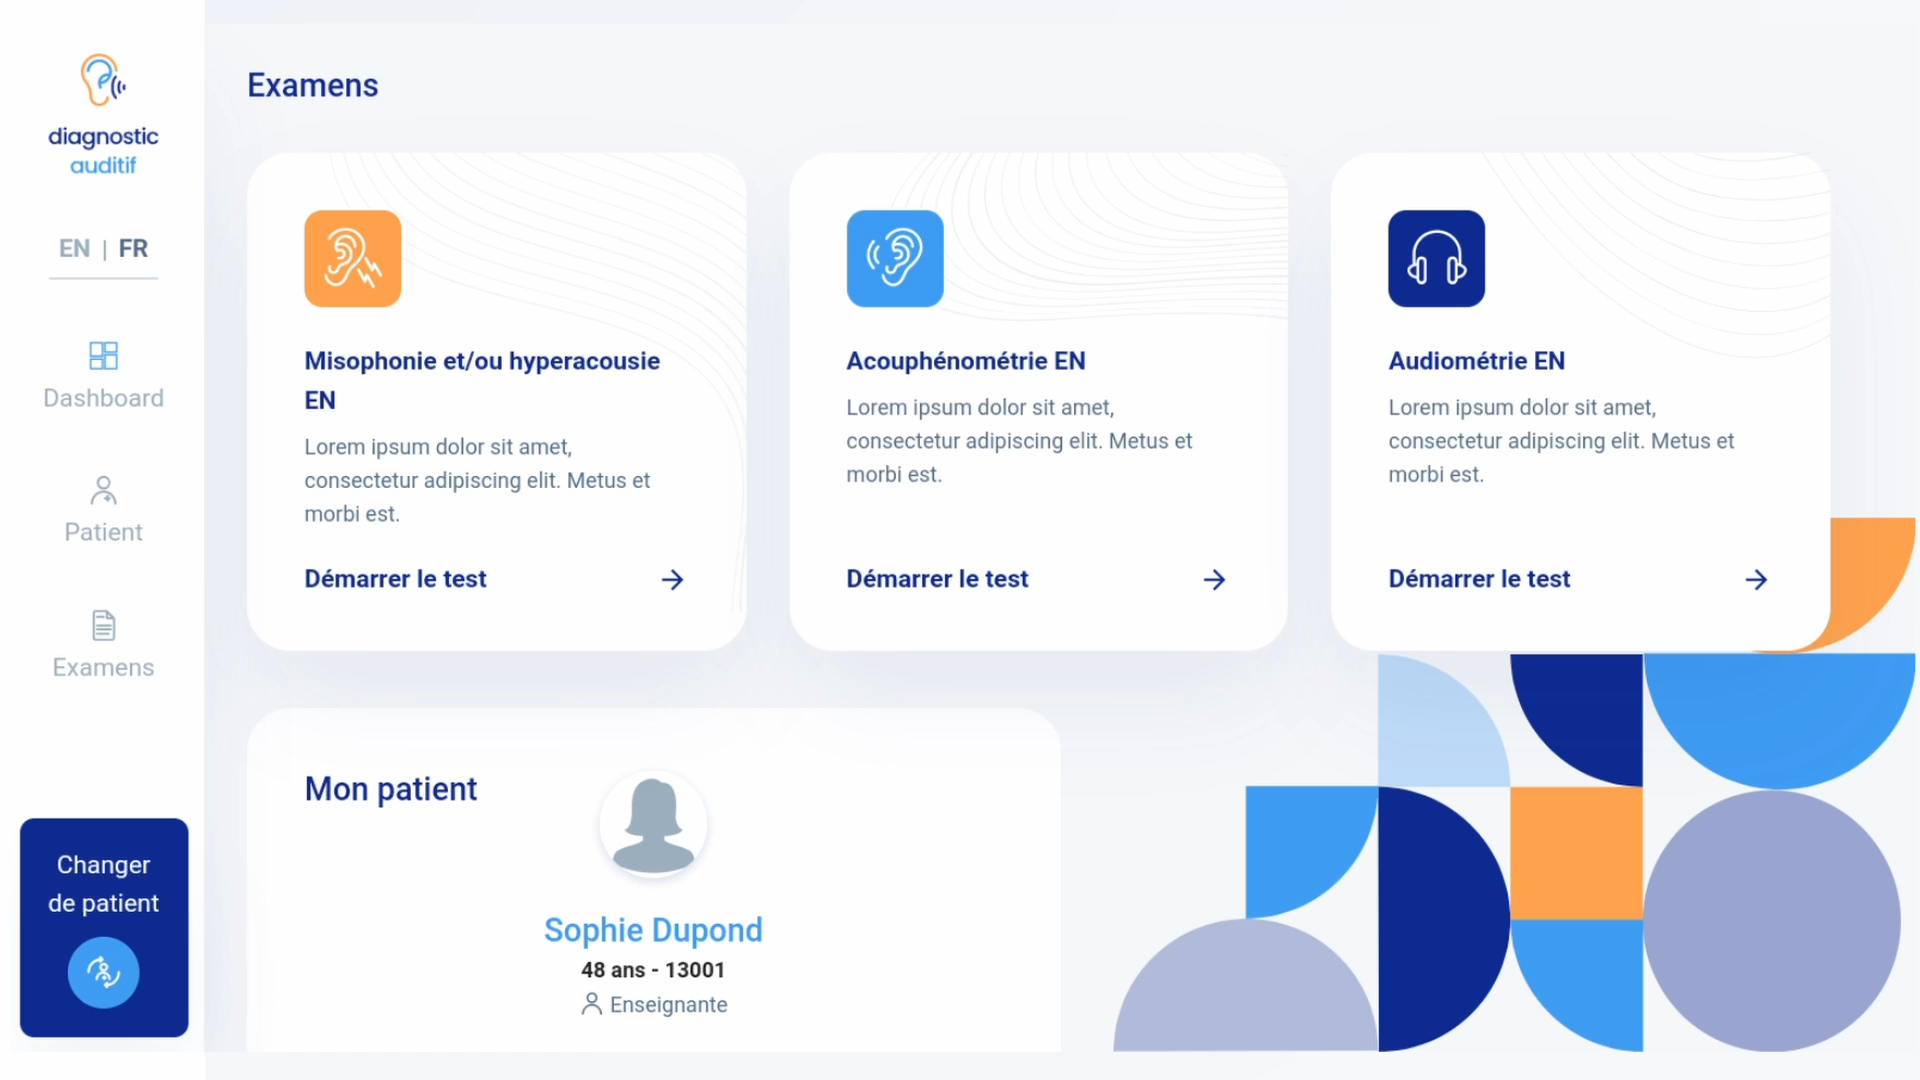 diagnostic
auditif
EN | FR
Dashboard
Patient
Examens
Changer
de patient
Examens
Misophonie et/ou hyperacousie
EN
Lorem ipsum dolor sit amet,
consectetur adipiscing elit. Metus et
morbi est.
Démarrer le test
Acouphénométrie EN
Lorem ipsum dolor sit amet,
consectetur adipiscing elit. Metus et
morbi est.
Démarrer le test
Audiométrie EN
Lorem ipsum dolor sit amet,
consectetur adipiscing elit. Metus et
morbi est.
Démarrer le test
Mon patient
Sophie Dupond
48 ans - 13001
Enseignante